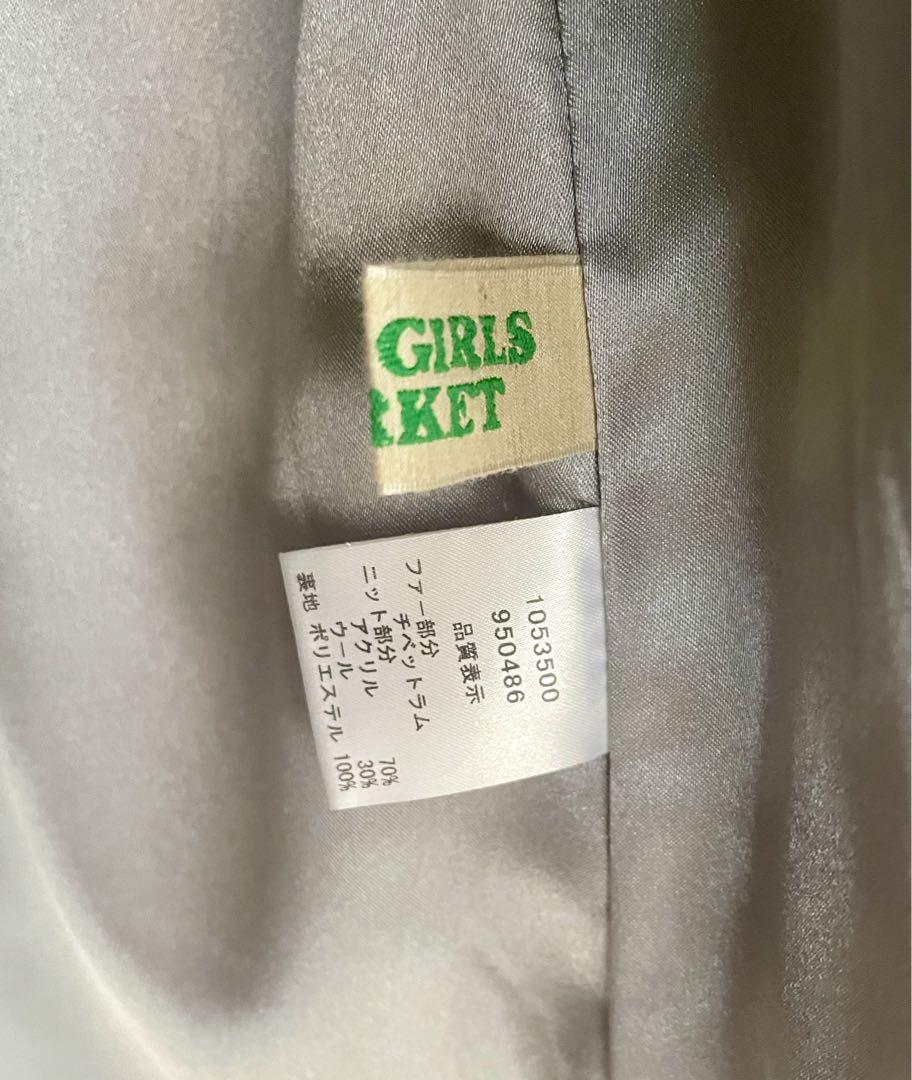 GIRLS
RKET
1053500
950486
品質表示
ファー部分
チベットラム
ニット部分
アクリル 70%
ウール 30%
裏地 ポリエステル 100%